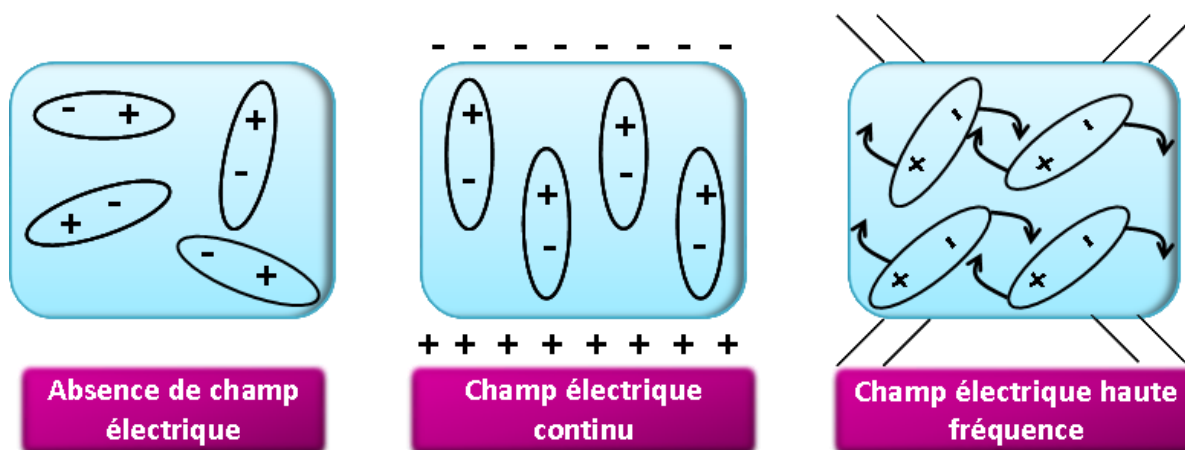 - - - - - - - -
- + + + - +
+ - + -
+ - + -
- + + - + -
+ + + + + + + +
Absence de champ
électrique
Champ électrique
continu
Champ électrique haute
fréquence